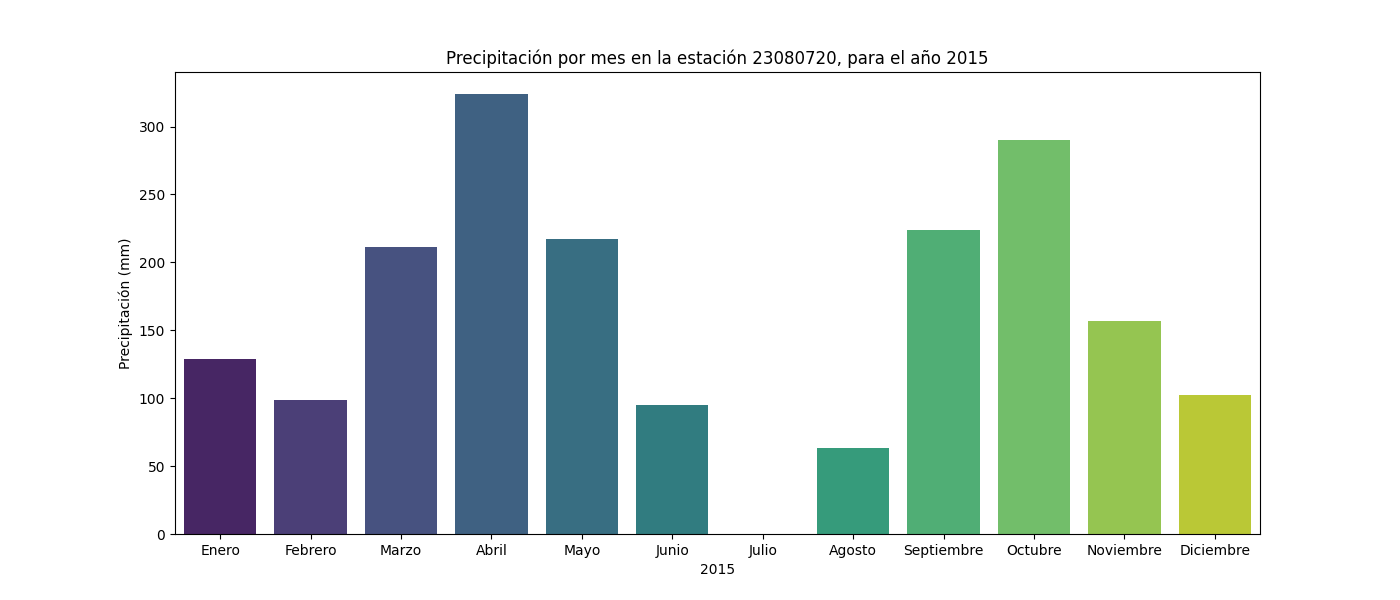 Precipitación por mes en la estación 23080720, para el año 2015
Precipitación (mm)
300
250
200
150
100
50
0
Enero Febrero Marzo Abril Mayo Junio Julio Agosto Septiembre Octubre Noviembre Diciembre
2015